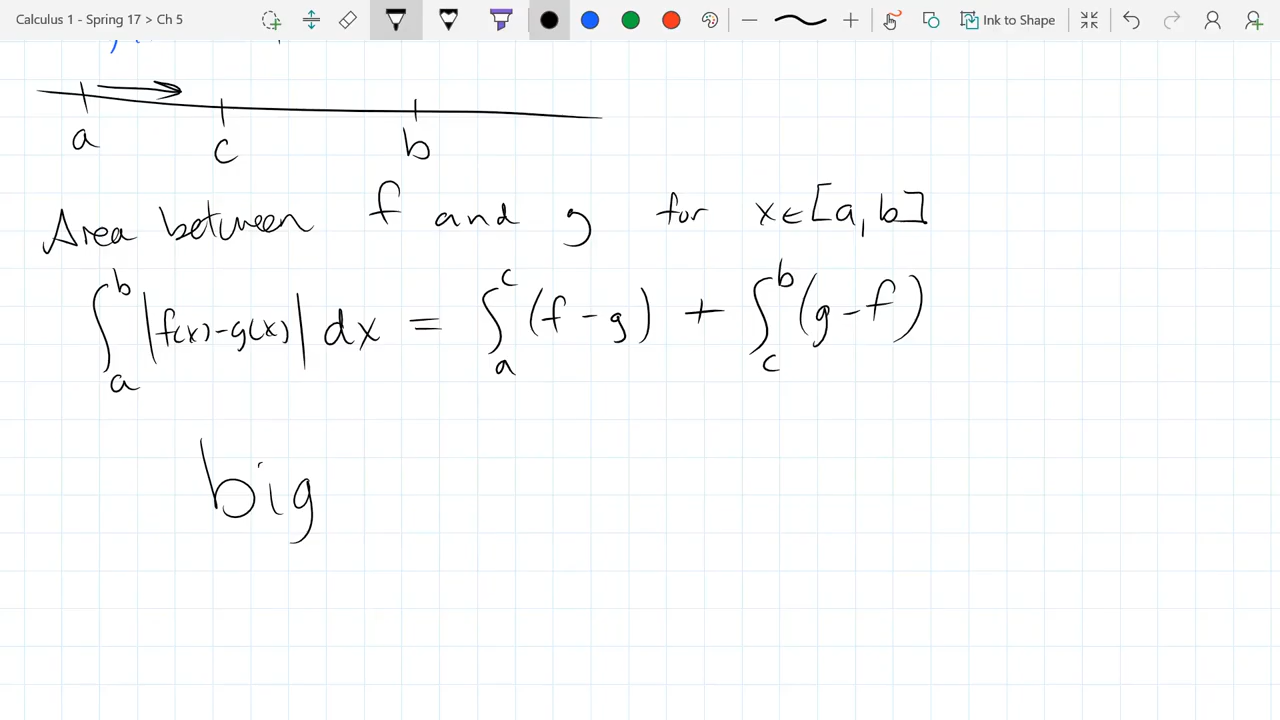 Calculus 1 - Spring 17 > Ch 5
Ink to Shape
a c b
Area between f and g for x∈[a, b]
∫_a^b |f(x)-g(x)| dx = ∫_a^c (f-g) + ∫_c^b (g-f)
big